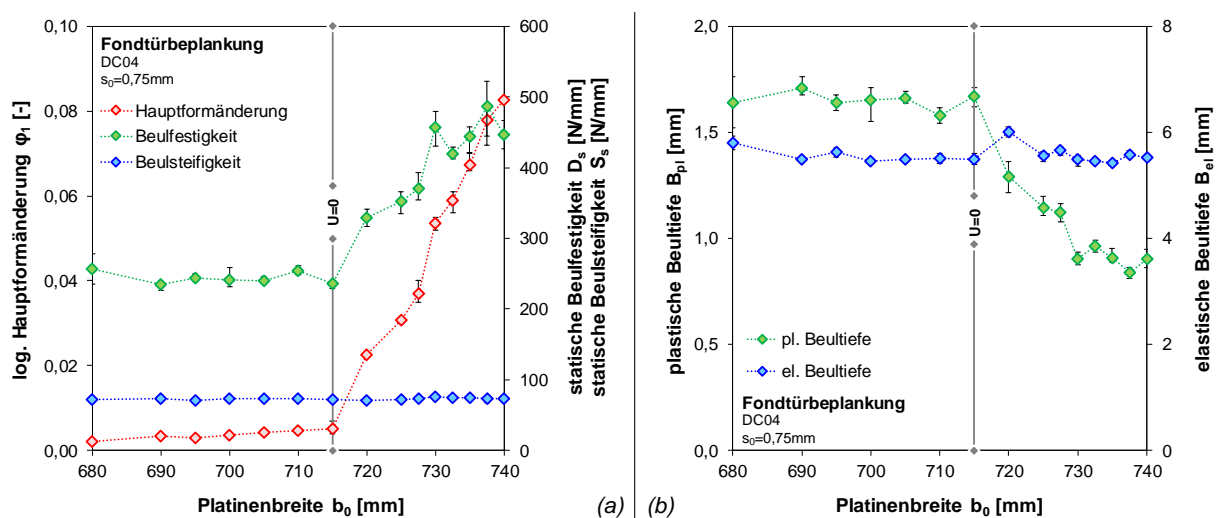 Fondtürbeplankung
DC04
s₀=0,75mm
Hauptformänderung
Beulfestigkeit
Beulsteifigkeit
U=0
log. Hauptformänderung φ₁ [-]
0,10
0,08
0,06
0,04
0,02
0,00
600
500
400
300
200
100
0
statische Beulfestigkeit Dₛ [N/mm]
statische Beulsteifigkeit Sₛ [N/mm]
680 690 700 710 720 730 740
Platinenbreite b₀ [mm]
(a)
(b)
plastische Beultiefe Bₚₗ [mm]
2,0
1,5
1,0
0,5
0,0
U=0
pl. Beultiefe
el. Beultiefe
Fondtürbeplankung
DC04
s₀=0,75mm
8
6
4
2
0
elastische Beultiefe Bₑₗ [mm]
680 690 700 710 720 730 740
Platinenbreite b₀ [mm]